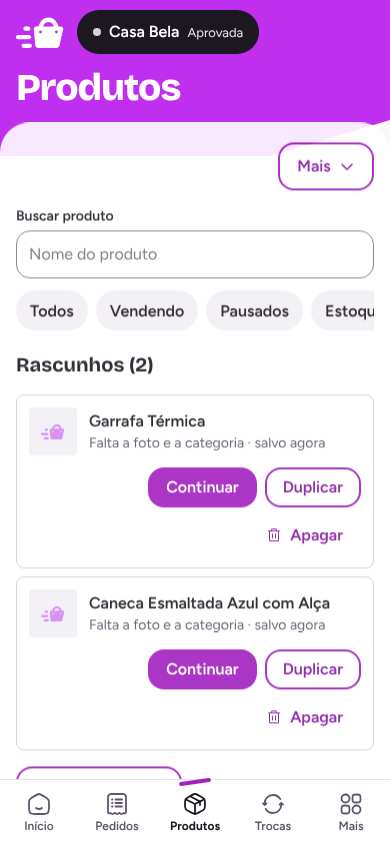 Casa Bela Aprovada
Produtos
Mais
Buscar produto
Nome do produto
Todos Vendendo Pausados Estoqu
Rascunhos (2)
Garrafa Térmica
Falta a foto e a categoria · salvo agora
Continuar Duplicar
Apagar
Caneca Esmaltada Azul com Alça
Falta a foto e a categoria · salvo agora
Continuar Duplicar
Apagar
Início Pedidos Produtos Trocas Mais